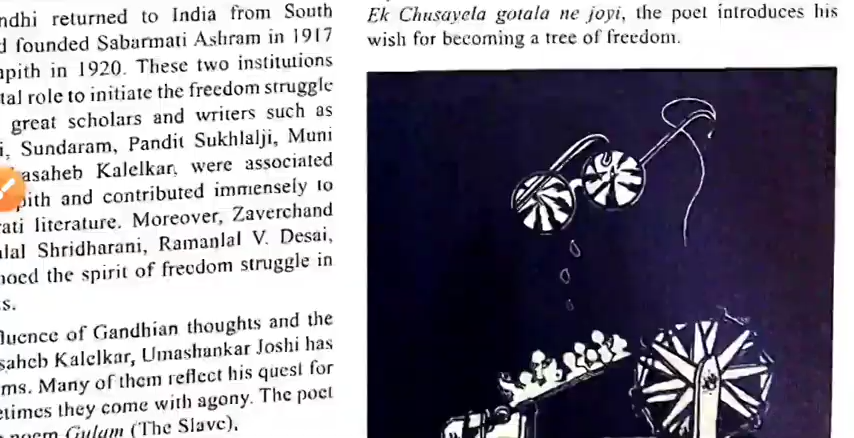 ndhi returned to India from South
d founded Sabarmati Ashram in 1917
apith in 1920. These two institutions
tal role to initiate the freedom struggle
great scholars and writers such as
i, Sundaram, Pandit Sukhlalji, Muni
asaheb Kalelkar, were associated
pith and contributed immensely to
rati literature. Moreover, Zaverchand
alal Shridharani, Ramanlal V. Desai,
hoed the spirit of freedom struggle in
s.
fluence of Gandhian thoughts and the
saheb Kalelkar, Umashankar Joshi has
ms. Many of them reflect his quest for
etimes they come with agony. The poet
poem Gulam (The Slave),
Ek Chusayela gotala ne joyi, the poet introduces his
wish for becoming a tree of freedom.